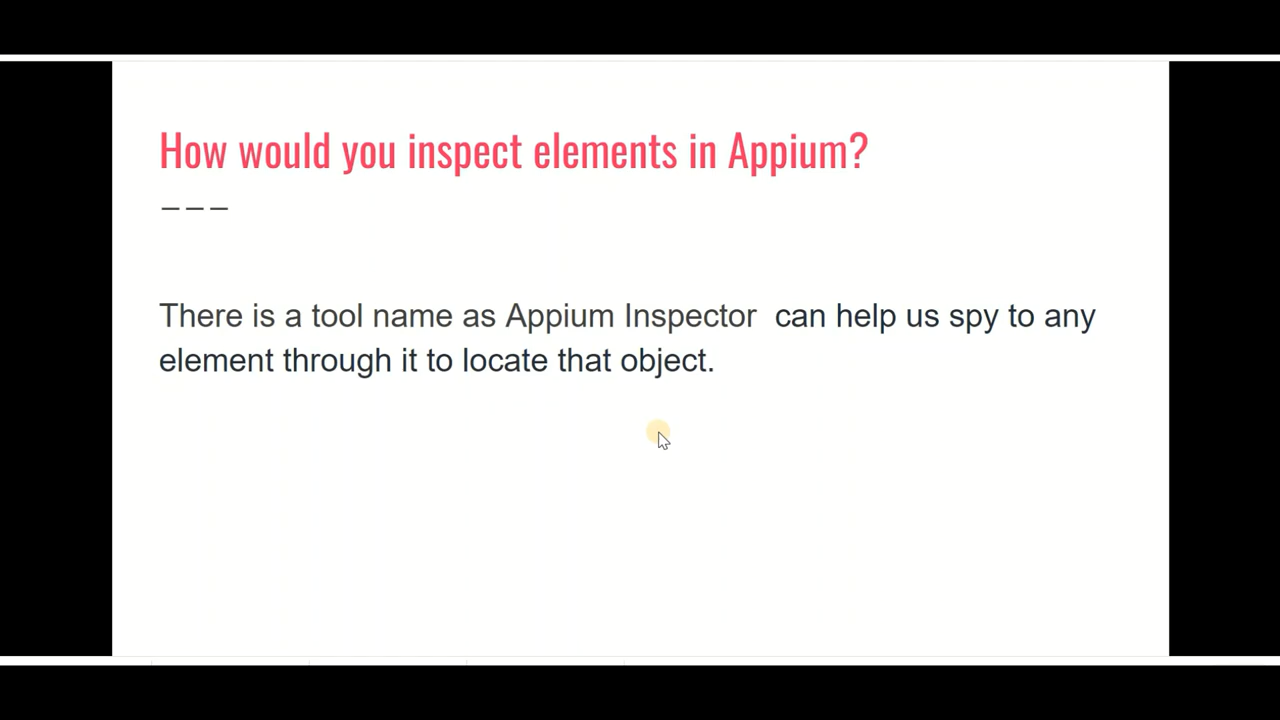 How would you inspect elements in Appium?
There is a tool name as Appium Inspector can help us spy to any
element through it to locate that object.